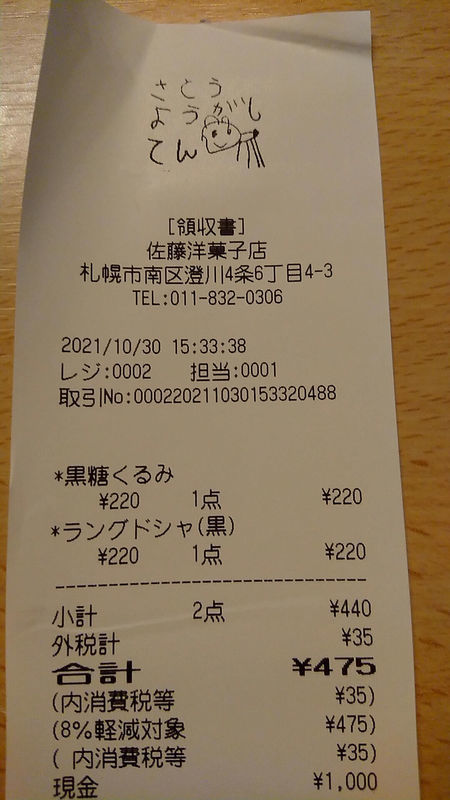 さとう
ようがし
てん
[領収書]
佐藤洋菓子店
札幌市南区澄川4条6丁目4-3
TEL:011-832-0306
2021/10/30 15:33:38
レジ:0002 担当:0001
取引No:000220211030153320488
*黒糖くるみ
¥220 1点 ¥220
*ラングドシャ(黒)
¥220 1点 ¥220
小計 2点 ¥440
外税計 ¥35
合計 ¥475
(内消費税等 ¥35)
(8%軽減対象 ¥475)
( 内消費税等 ¥35)
現金 ¥1,000